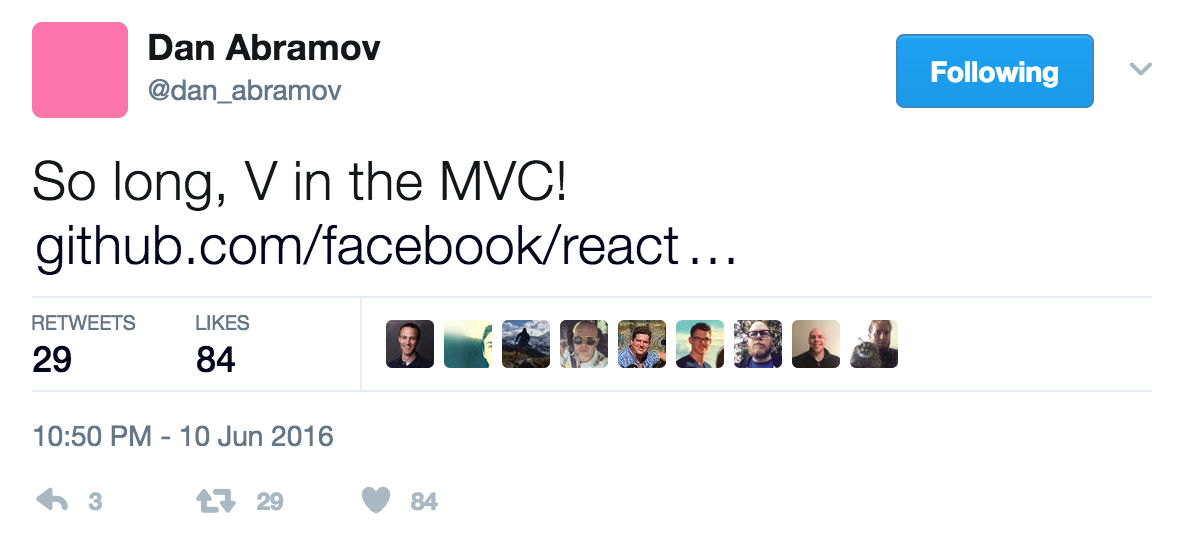 Dan Abramov
@dan_abramov
Following
So long, V in the MVC!
github.com/facebook/react…
RETWEETS
29
LIKES
84
10:50 PM - 10 Jun 2016
3
29
84